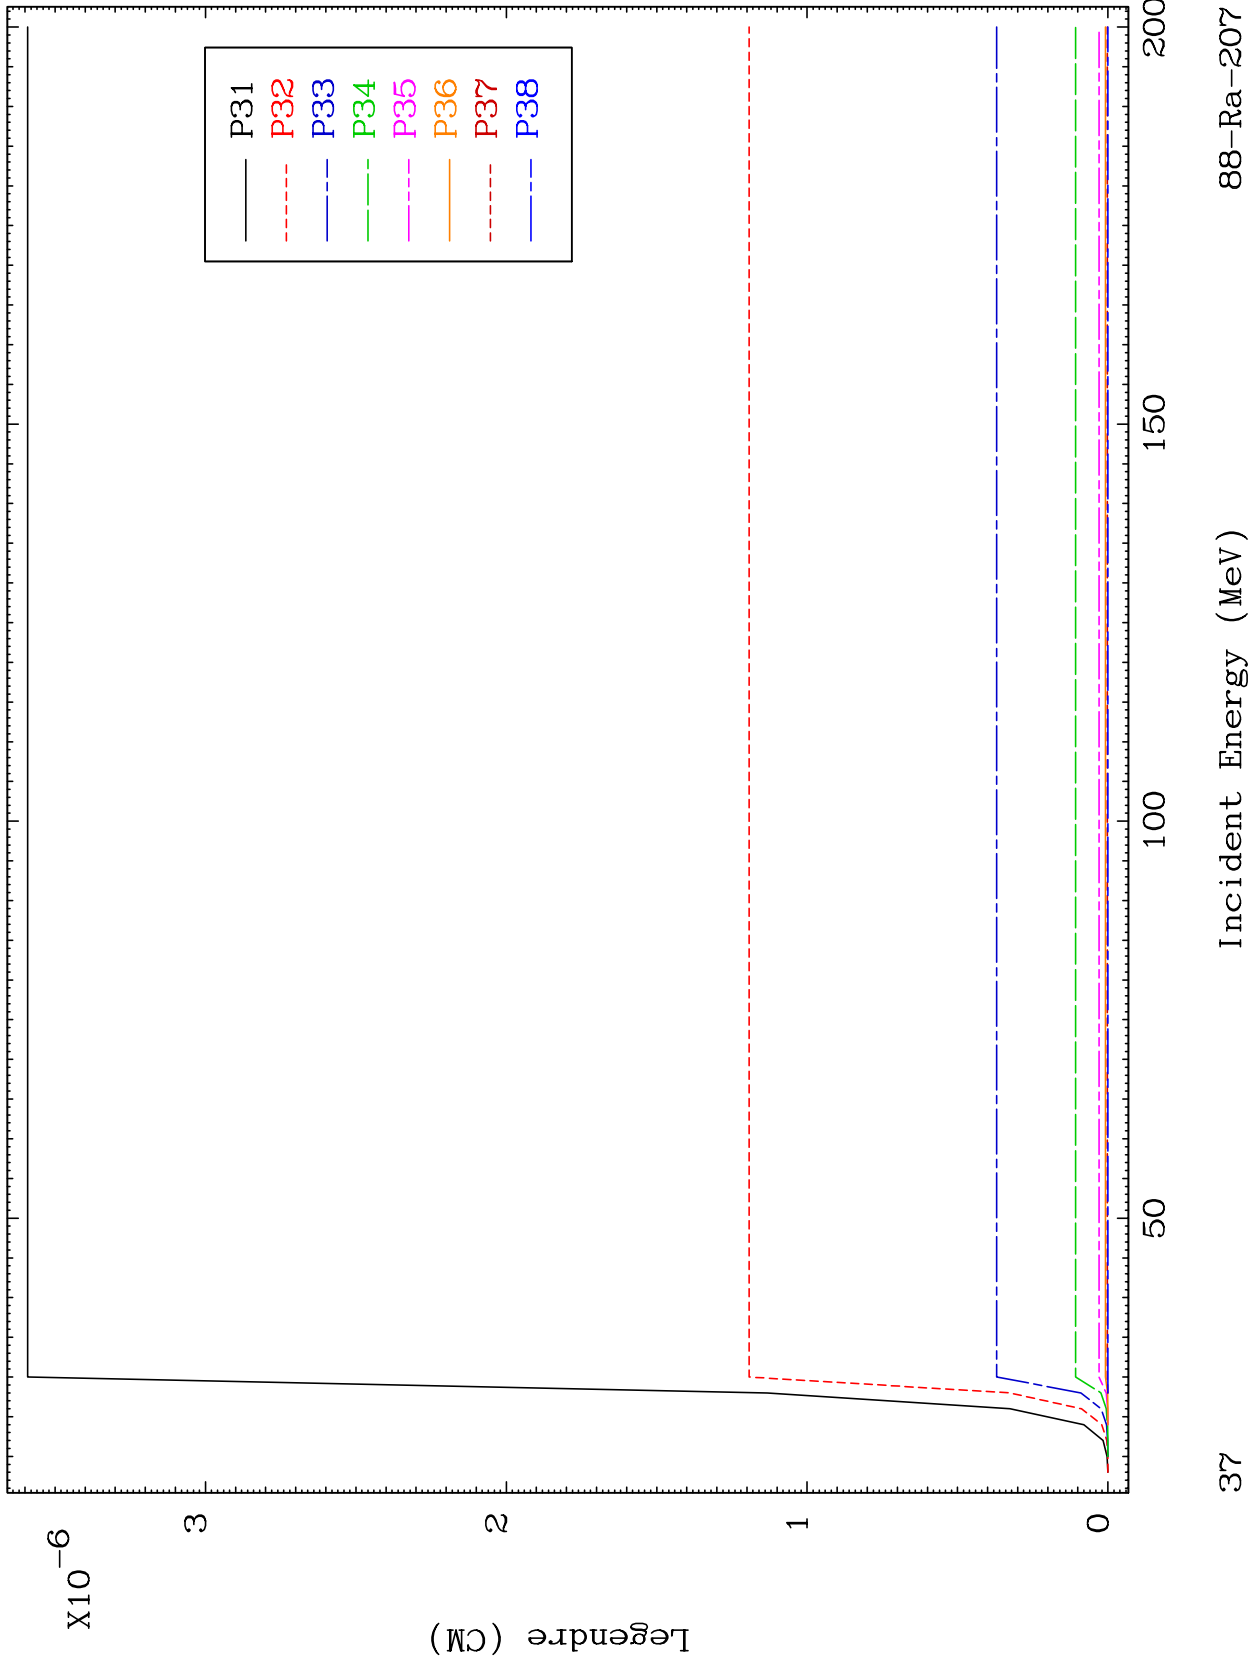 X10-6
Legendre (CM)
3
2
1
0
P31
P32
P33
P34
P35
P36
P37
P38
50
100
150
200
Incident Energy (MeV)
37
88-Ra-207